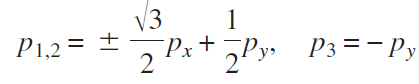 p₁,₂ = ± √3/2 pₓ + 1/2 p_y, p₃ = − p_y